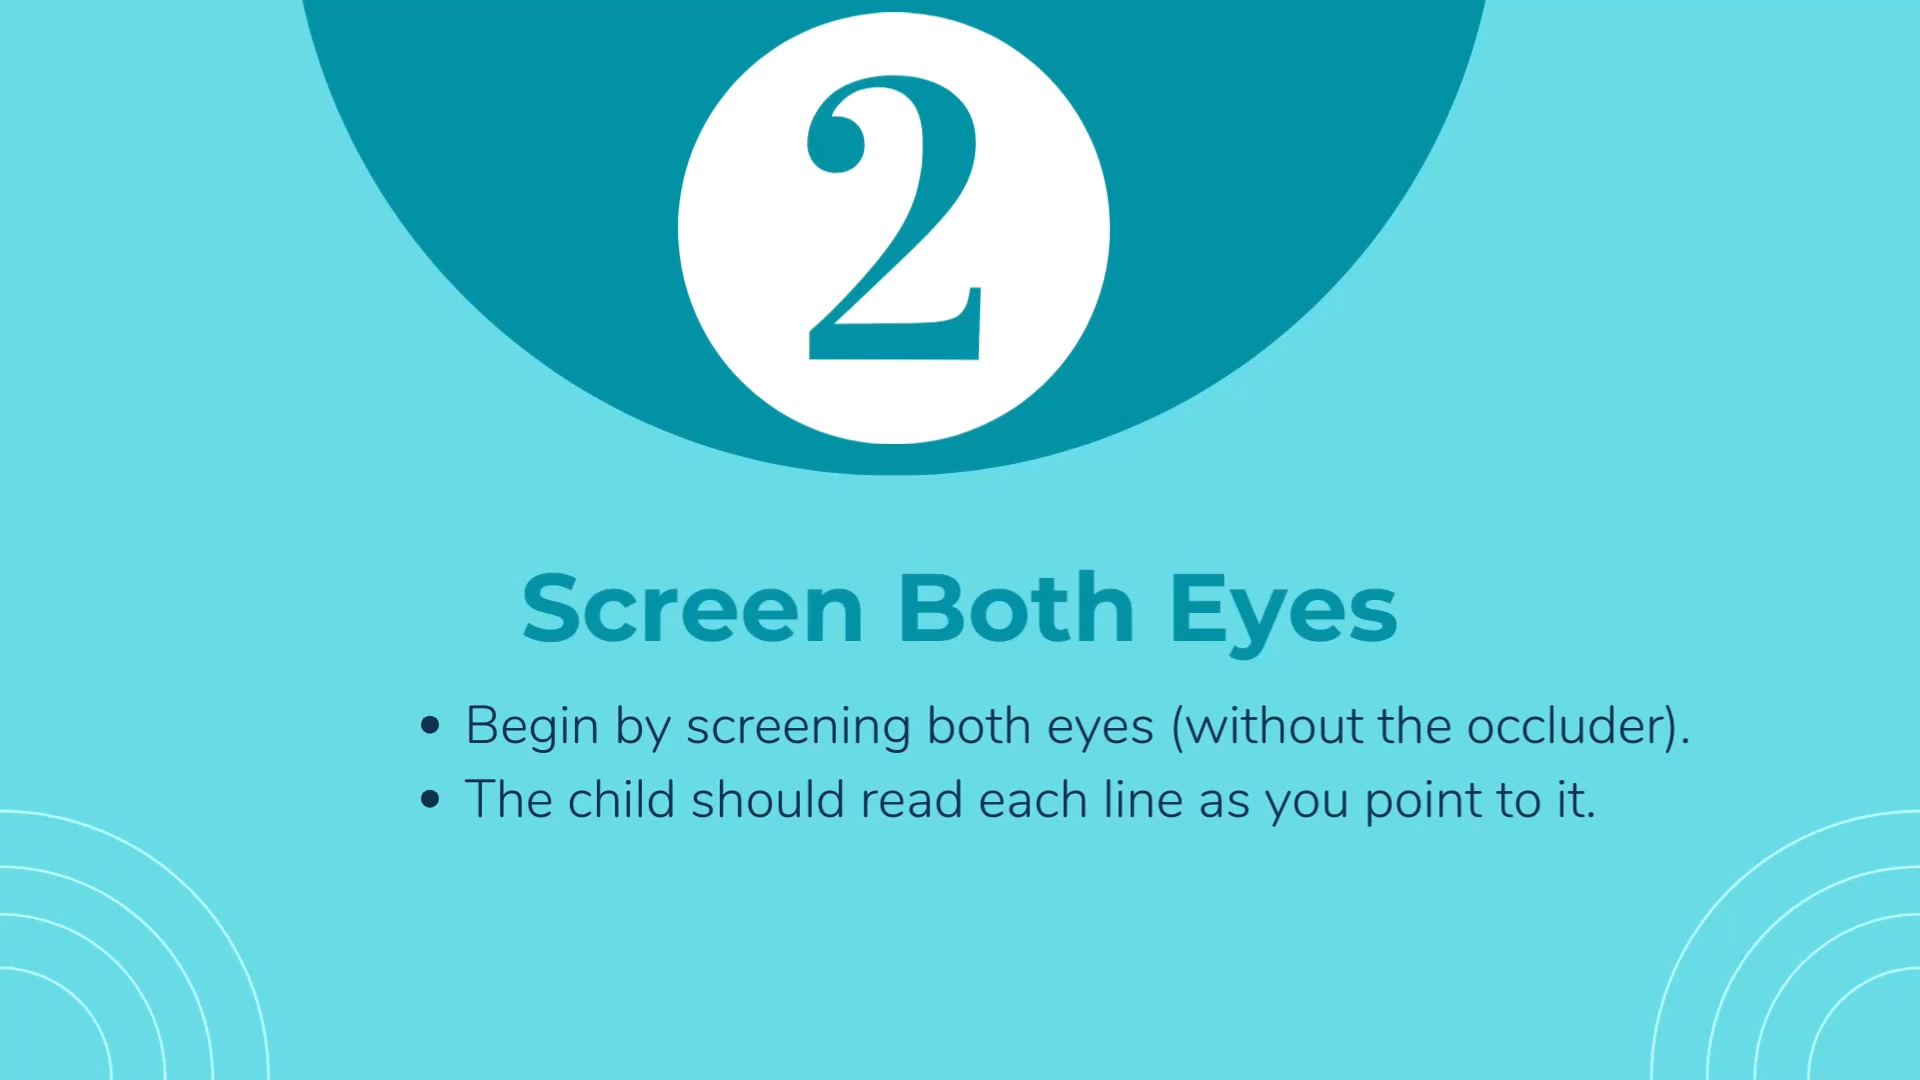 2
Screen Both Eyes
• Begin by screening both eyes (without the occluder).
• The child should read each line as you point to it.